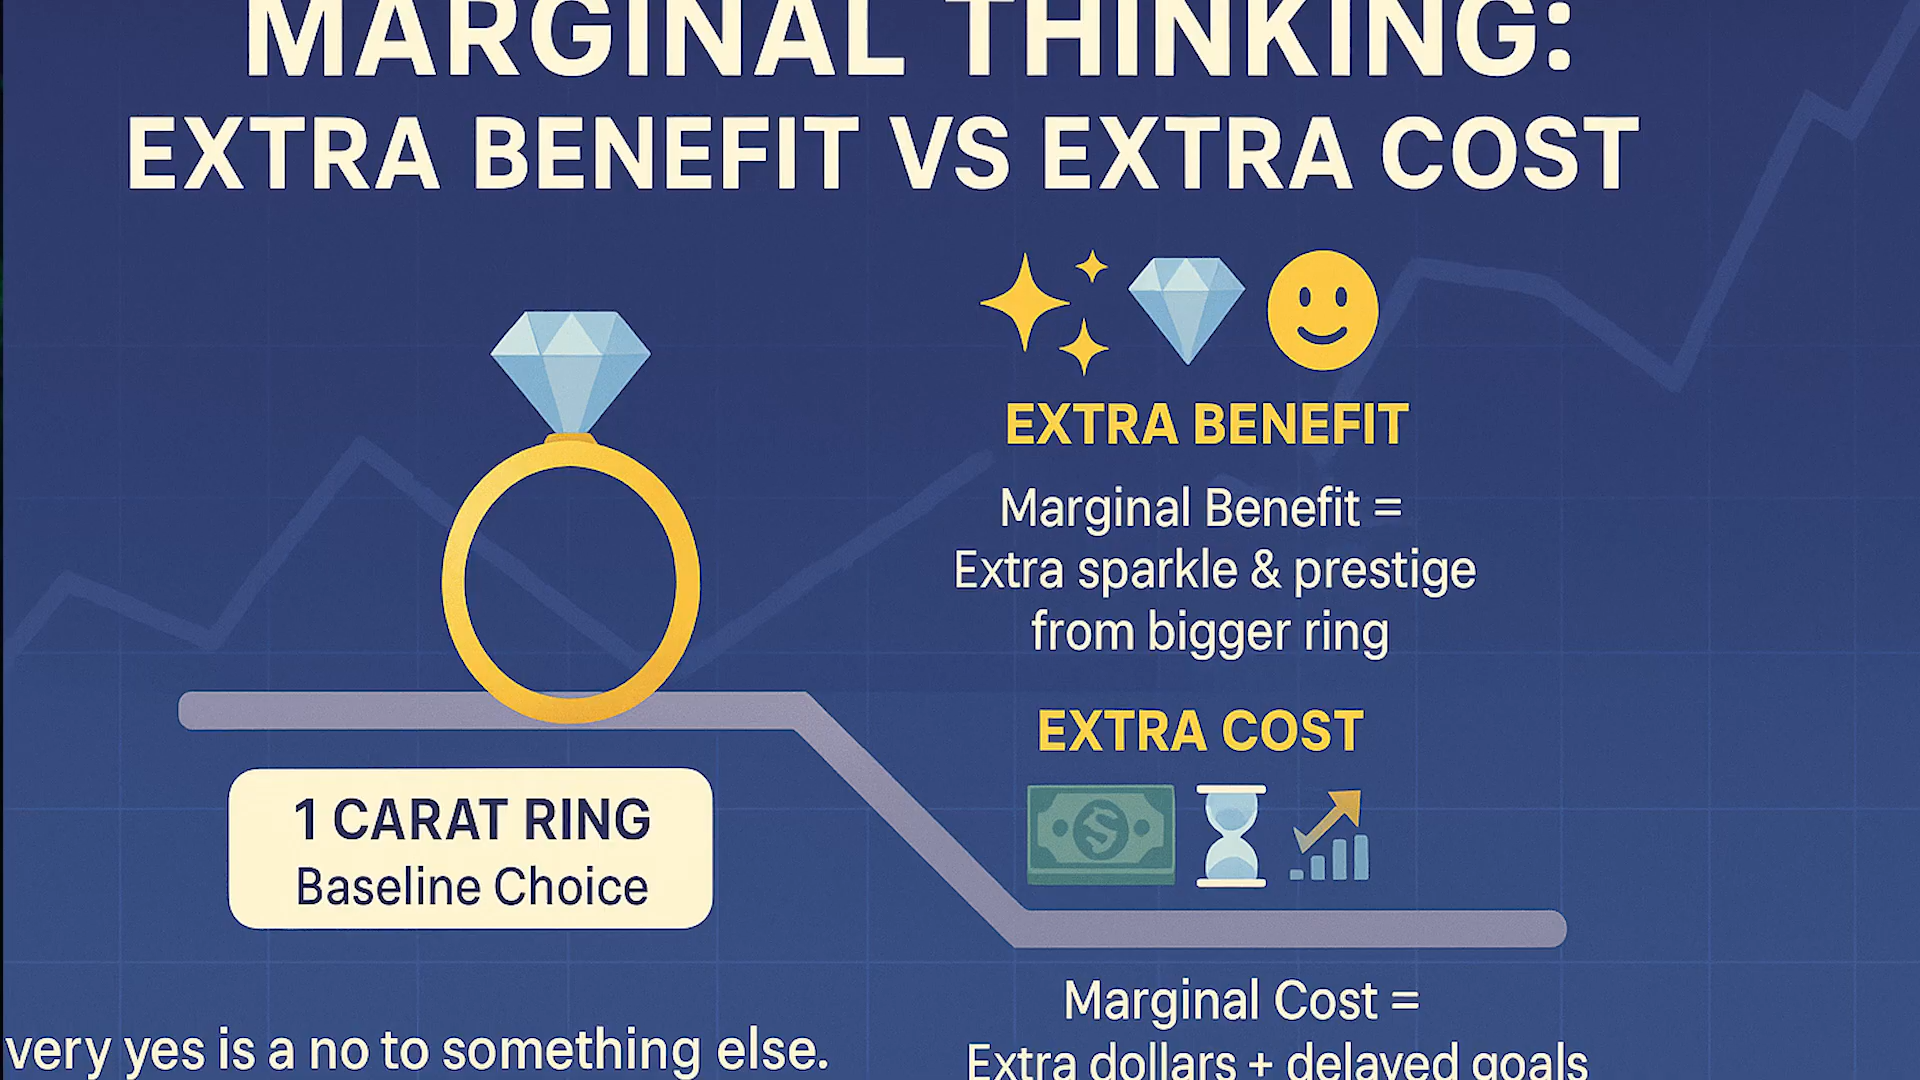 MARGINAL THINKING:
EXTRA BENEFIT VS EXTRA COST
EXTRA BENEFIT
Marginal Benefit =
Extra sparkle & prestige
from bigger ring
EXTRA COST
1 CARAT RING
Baseline Choice
Marginal Cost =
Extra dollars + delayed goals
very yes is a no to something else.